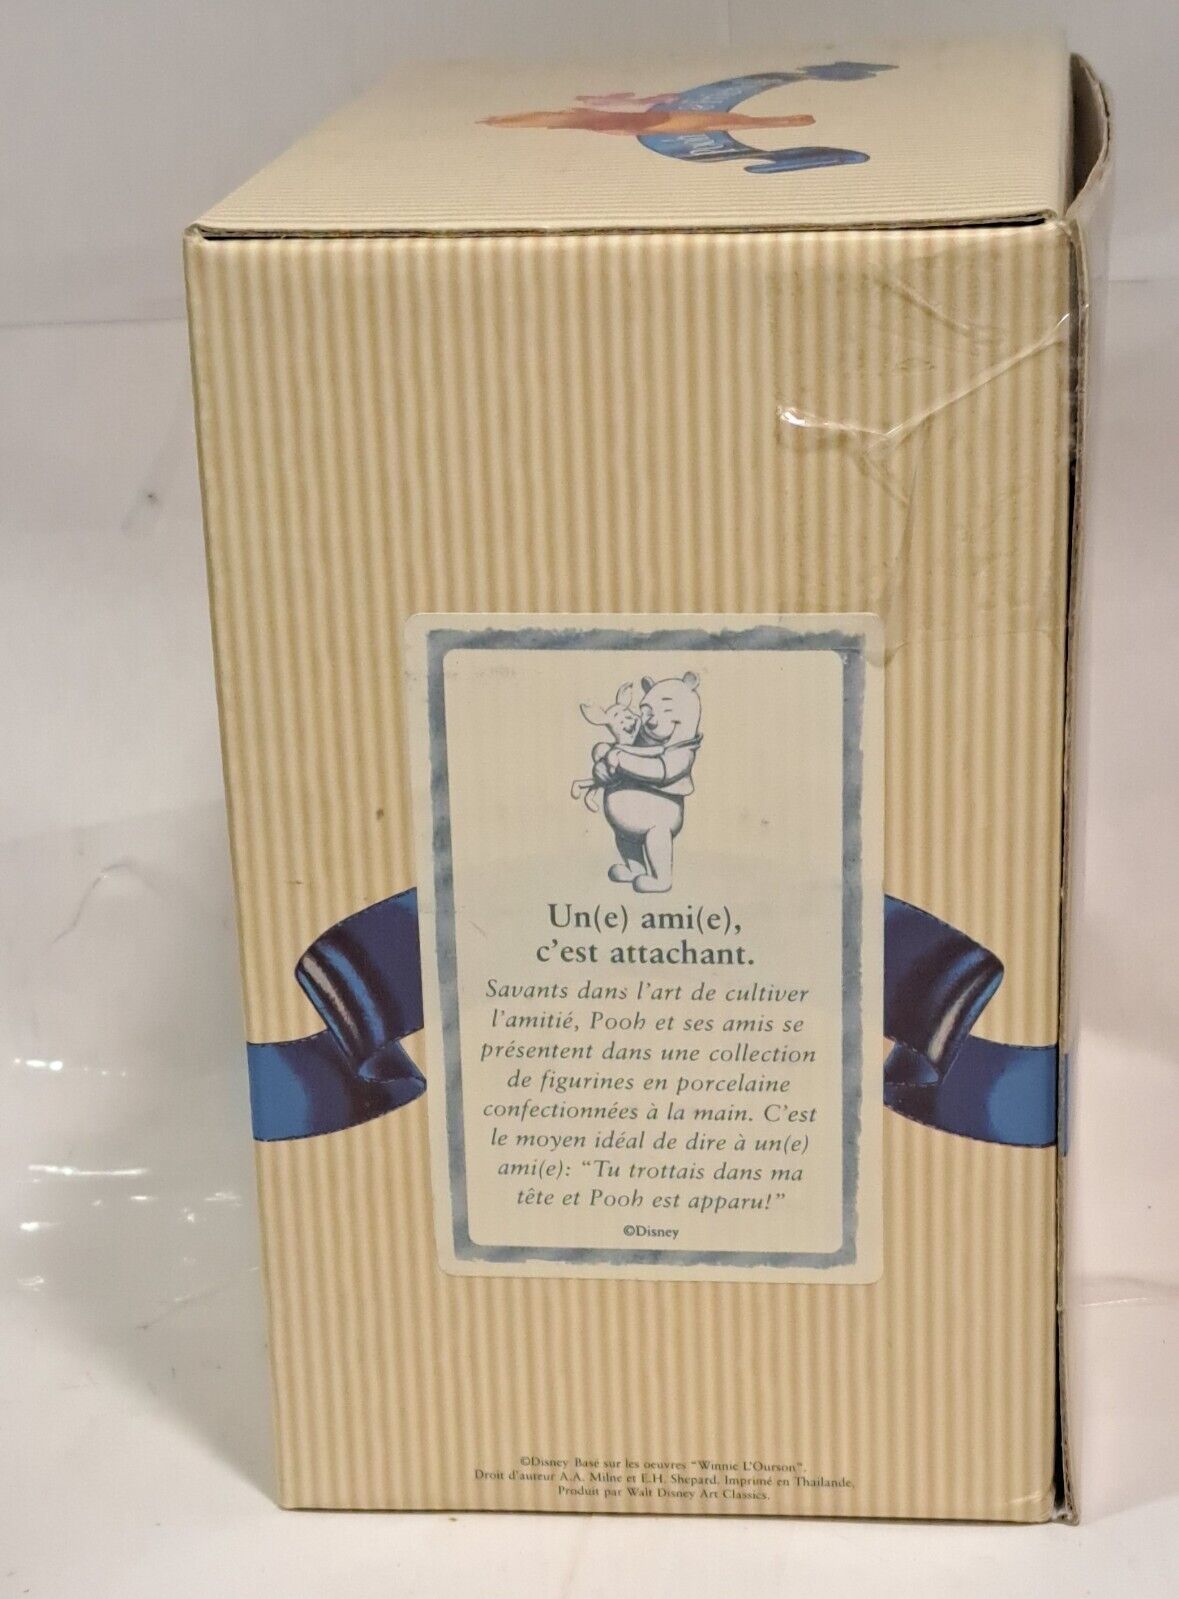 Un(e) ami(e),
c'est attachant.
Savants dans l'art de cultiver
l'amitié, Pooh et ses amis se
présentent dans une collection
de figurines en porcelaine
confectionnées à la main. C'est
le moyen idéal de dire à un(e)
ami(e): “Tu trottais dans ma
tête et Pooh est apparu!”
©Disney
©Disney Basé sur les oeuvres "Winnie L'Ourson".
Droit d'auteur A.A. Milne et E.H. Shepard. Imprimé en Thaïlande.
Produit par Walt Disney Art Classics.